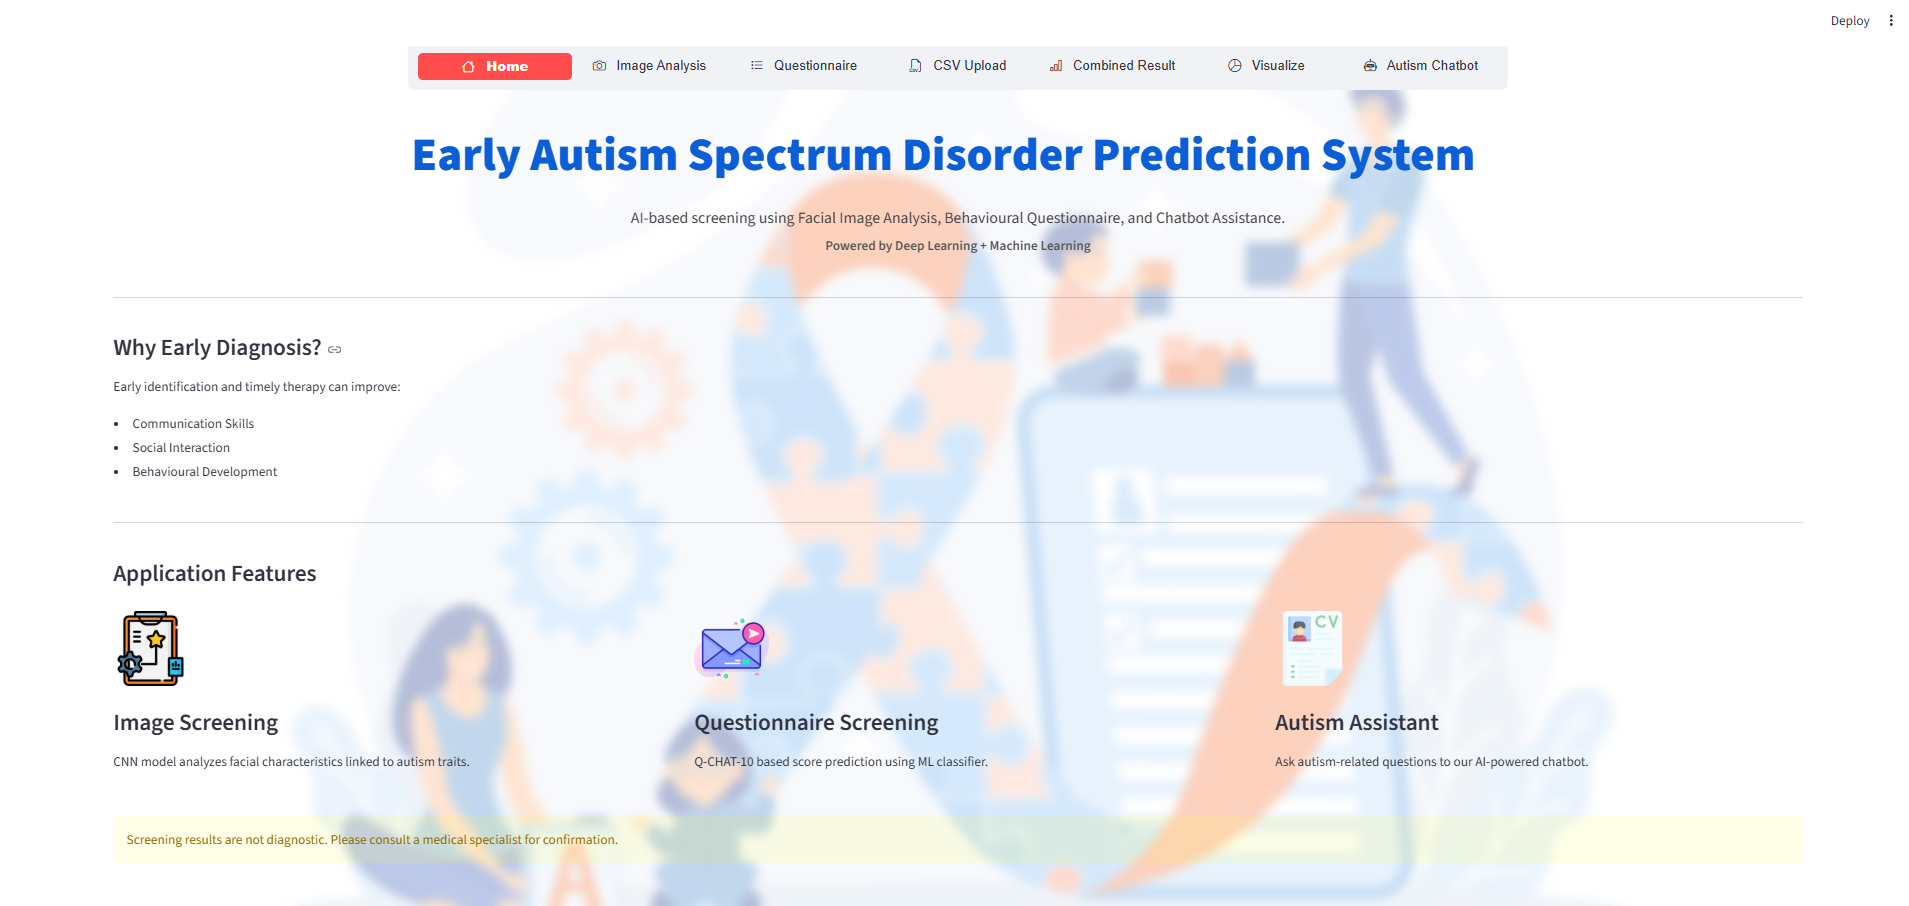 Deploy
Home Image Analysis Questionnaire CSV Upload Combined Result Visualize Autism Chatbot
Early Autism Spectrum Disorder Prediction System
AI-based screening using Facial Image Analysis, Behavioural Questionnaire, and Chatbot Assistance.
Powered by Deep Learning + Machine Learning
Why Early Diagnosis?
Early identification and timely therapy can improve:
Communication Skills
Social Interaction
Behavioural Development
Application Features
CV
Image Screening
CNN model analyzes facial characteristics linked to autism traits.
Questionnaire Screening
Q-CHAT-10 based score prediction using ML classifier.
Autism Assistant
Ask autism-related questions to our AI-powered chatbot.
Screening results are not diagnostic. Please consult a medical specialist for confirmation.
A